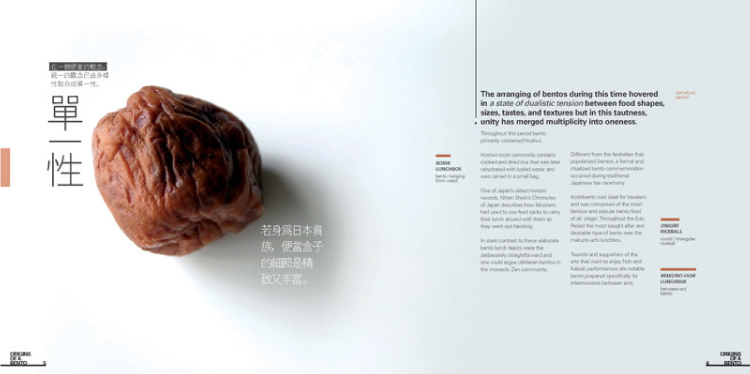 在一個便當的概念，
統一的觀念已由多樣
性融合成單一性。
單一性
若身為日本貴
族，便當盒子
的細節是精
致又丰富。
ORIGINS
OF A
BENTO
5
The arranging of bentos during this time hovered
in a state of dualistic tension between food shapes,
sizes, tastes, and textures but in this tautness,
unity has merged multiplicity into oneness.
kamakura
period
Throughout this period bento
primarily contained Hoshii.
KOSHI
LUNCHBOX
bento hanging
from waist
Hoshii most commonly contains
cooked and dried rice that was later
rehydrated with boiled water and
was carried in a small bag.
One of Japan's oldest historic
records, Nihon Shoki's Chronicles
of Japan describes how falconers
had used to use feed sacks to carry
their lunch around with them as
they went out hawking.
In stark contrast to these elaborate
bento lunch feasts were the
deliberately straightforward and
one could argue utilitarian bentos in
the monastic Zen community.
Different from the festivities that
popularized bentos, a formal and
ritualized bento commemoration
occurred during traditional
Japanese tea ceremony.
Koshibento was ideal for travelers
and was comprised of the most
famous and popular bento food
of all: onigiri. Throughout the Edo
Period the most sought after and
desirable type of bento was the
makuno-uchi lunchbox.
Tourists and supporters of the
arts that went to enjoy Noh and
Kabuki performances ate notable
bento prepared specifically for
intermissions between acts.
ONIGIRI
RICEBALL
round / triangular
riceball
MAKUNO-UCHI
LUNCHBOX
between-act
bento
ORIGINS
OF A
BENTO
6